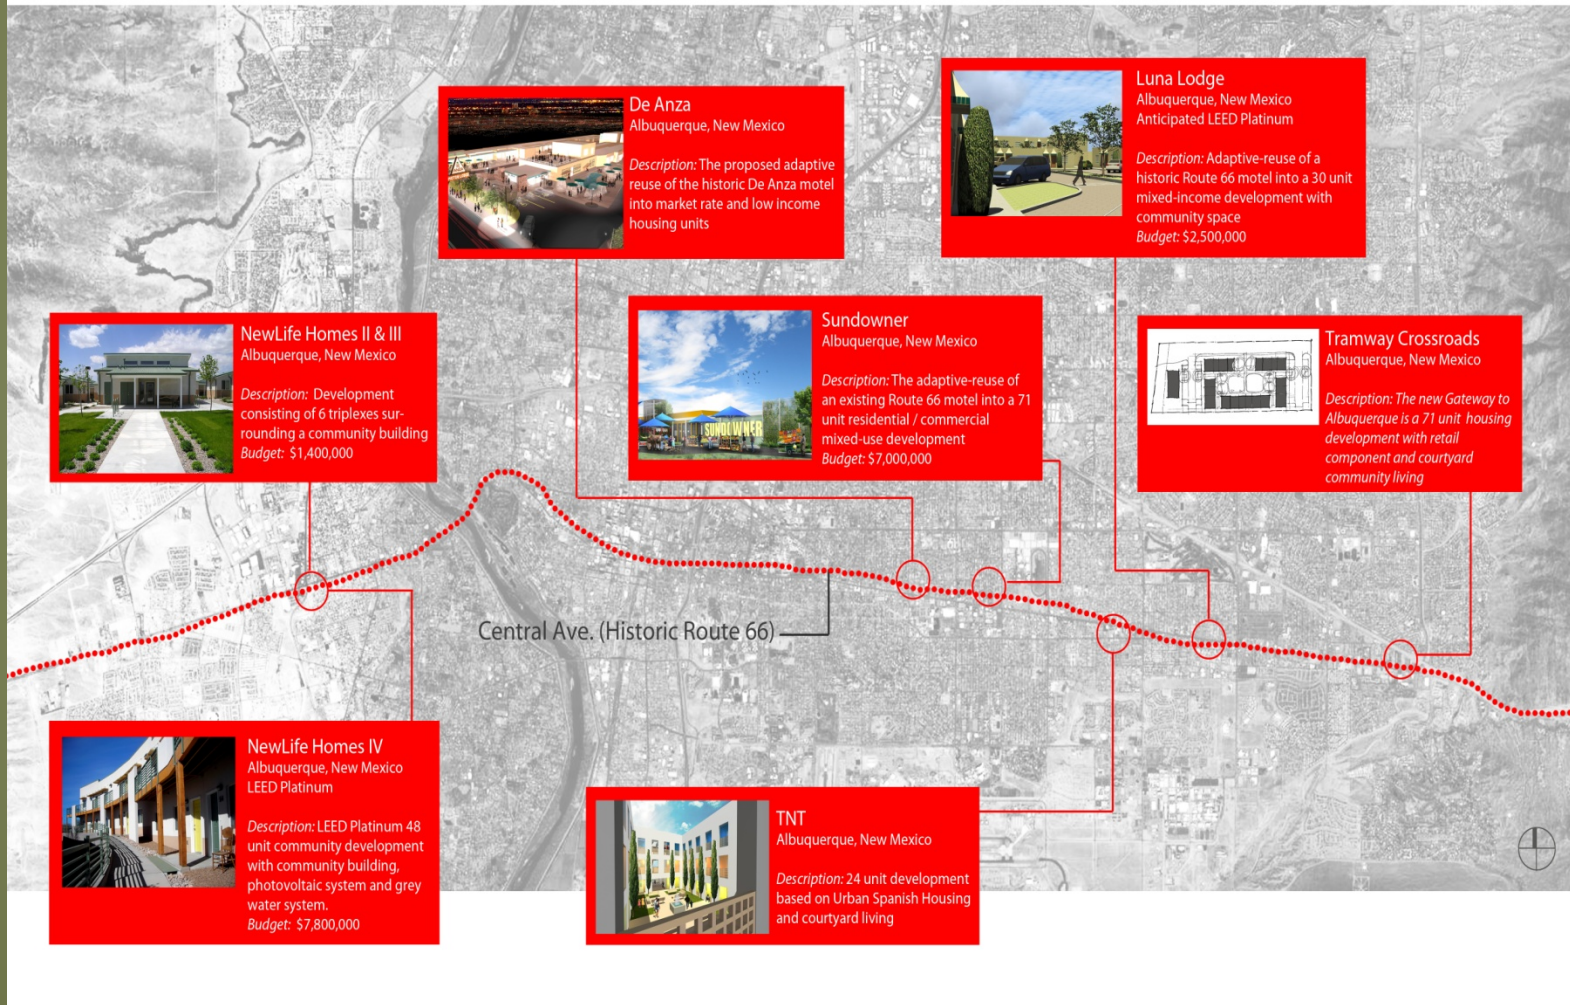 De Anza
Albuquerque, New Mexico
Description: The proposed adaptive
reuse of the historic De Anza motel
into market rate and low income
housing units
Luna Lodge
Albuquerque, New Mexico
Anticipated LEED Platinum
Description: Adaptive-reuse of a
historic Route 66 motel into a 30 unit
mixed-income development with
community space
Budget: $2,500,000
NewLife Homes II & III
Albuquerque, New Mexico
Description: Development
consisting of 6 triplexes sur-
rounding a community building
Budget: $1,400,000
Sundowner
Albuquerque, New Mexico
Description: The adaptive-reuse of
an existing Route 66 motel into a 71
unit residential / commercial
mixed-use development
Budget: $7,000,000
SUNDOWNER
Tramway Crossroads
Albuquerque, New Mexico
Description: The new Gateway to
Albuquerque is a 71 unit housing
development with retail
component and courtyard
community living
Central Ave. (Historic Route 66)
NewLife Homes IV
Albuquerque, New Mexico
LEED Platinum
Description: LEED Platinum 48
unit community development
with community building,
photovoltaic system and grey
water system.
Budget: $7,800,000
TNT
Albuquerque, New Mexico
Description: 24 unit development
based on Urban Spanish Housing
and courtyard living